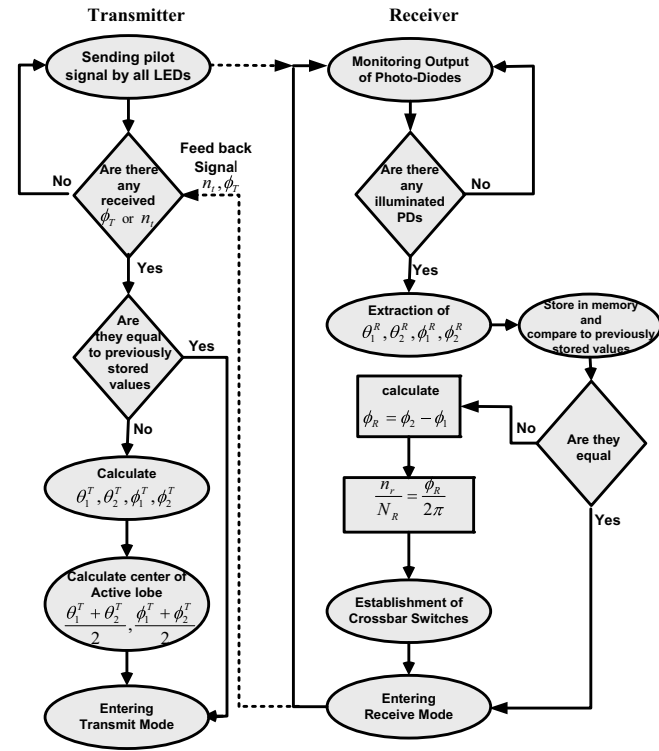 Transmitter
Sending pilot
signal by all LEDs
Are there
any
received
ϕ_T or n_t
No
Feed back
Signal
n_t, ϕ_T
Yes
Are
they equal
to previously
stored
values
Yes
No
Calculate
θ_1^T, θ_2^T, ϕ_1^T, ϕ_2^T
Calculate center of
Active lobe
(θ_1^T + θ_2^T)/2, (ϕ_1^T + ϕ_2^T)/2
Entering
Transmit Mode
Receiver
Monitoring Output
of Photo-Diodes
Are there
any
illuminated
PDs
No
Yes
Extraction of
θ_1^R, θ_2^R, ϕ_1^R, ϕ_2^R
Store in memory
and
compare to previously
stored values
Are they
equal
No
Yes
calculate
ϕ_R = ϕ_2 − ϕ_1
n_r/N_R = ϕ_R/2π
Establishment of
Crossbar Switches
Entering
Receive Mode